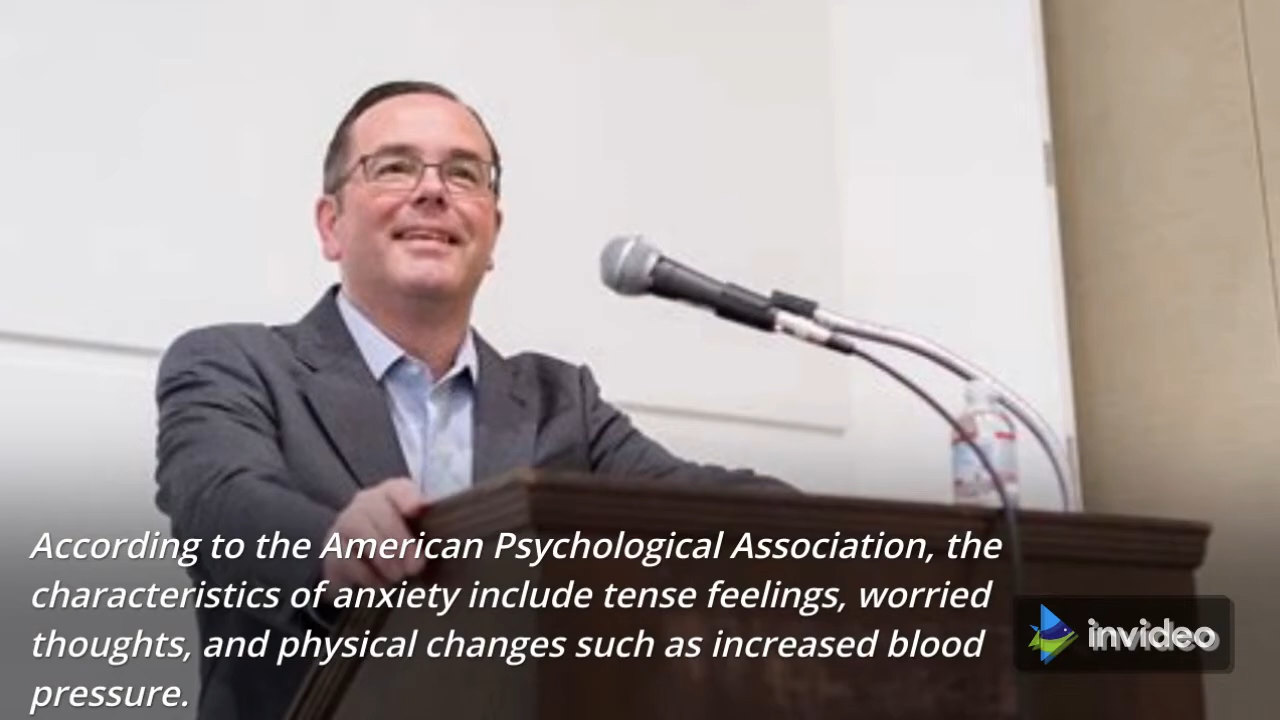 According to the American Psychological Association, the
characteristics of anxiety include tense feelings, worried
thoughts, and physical changes such as increased blood
pressure.
invideo